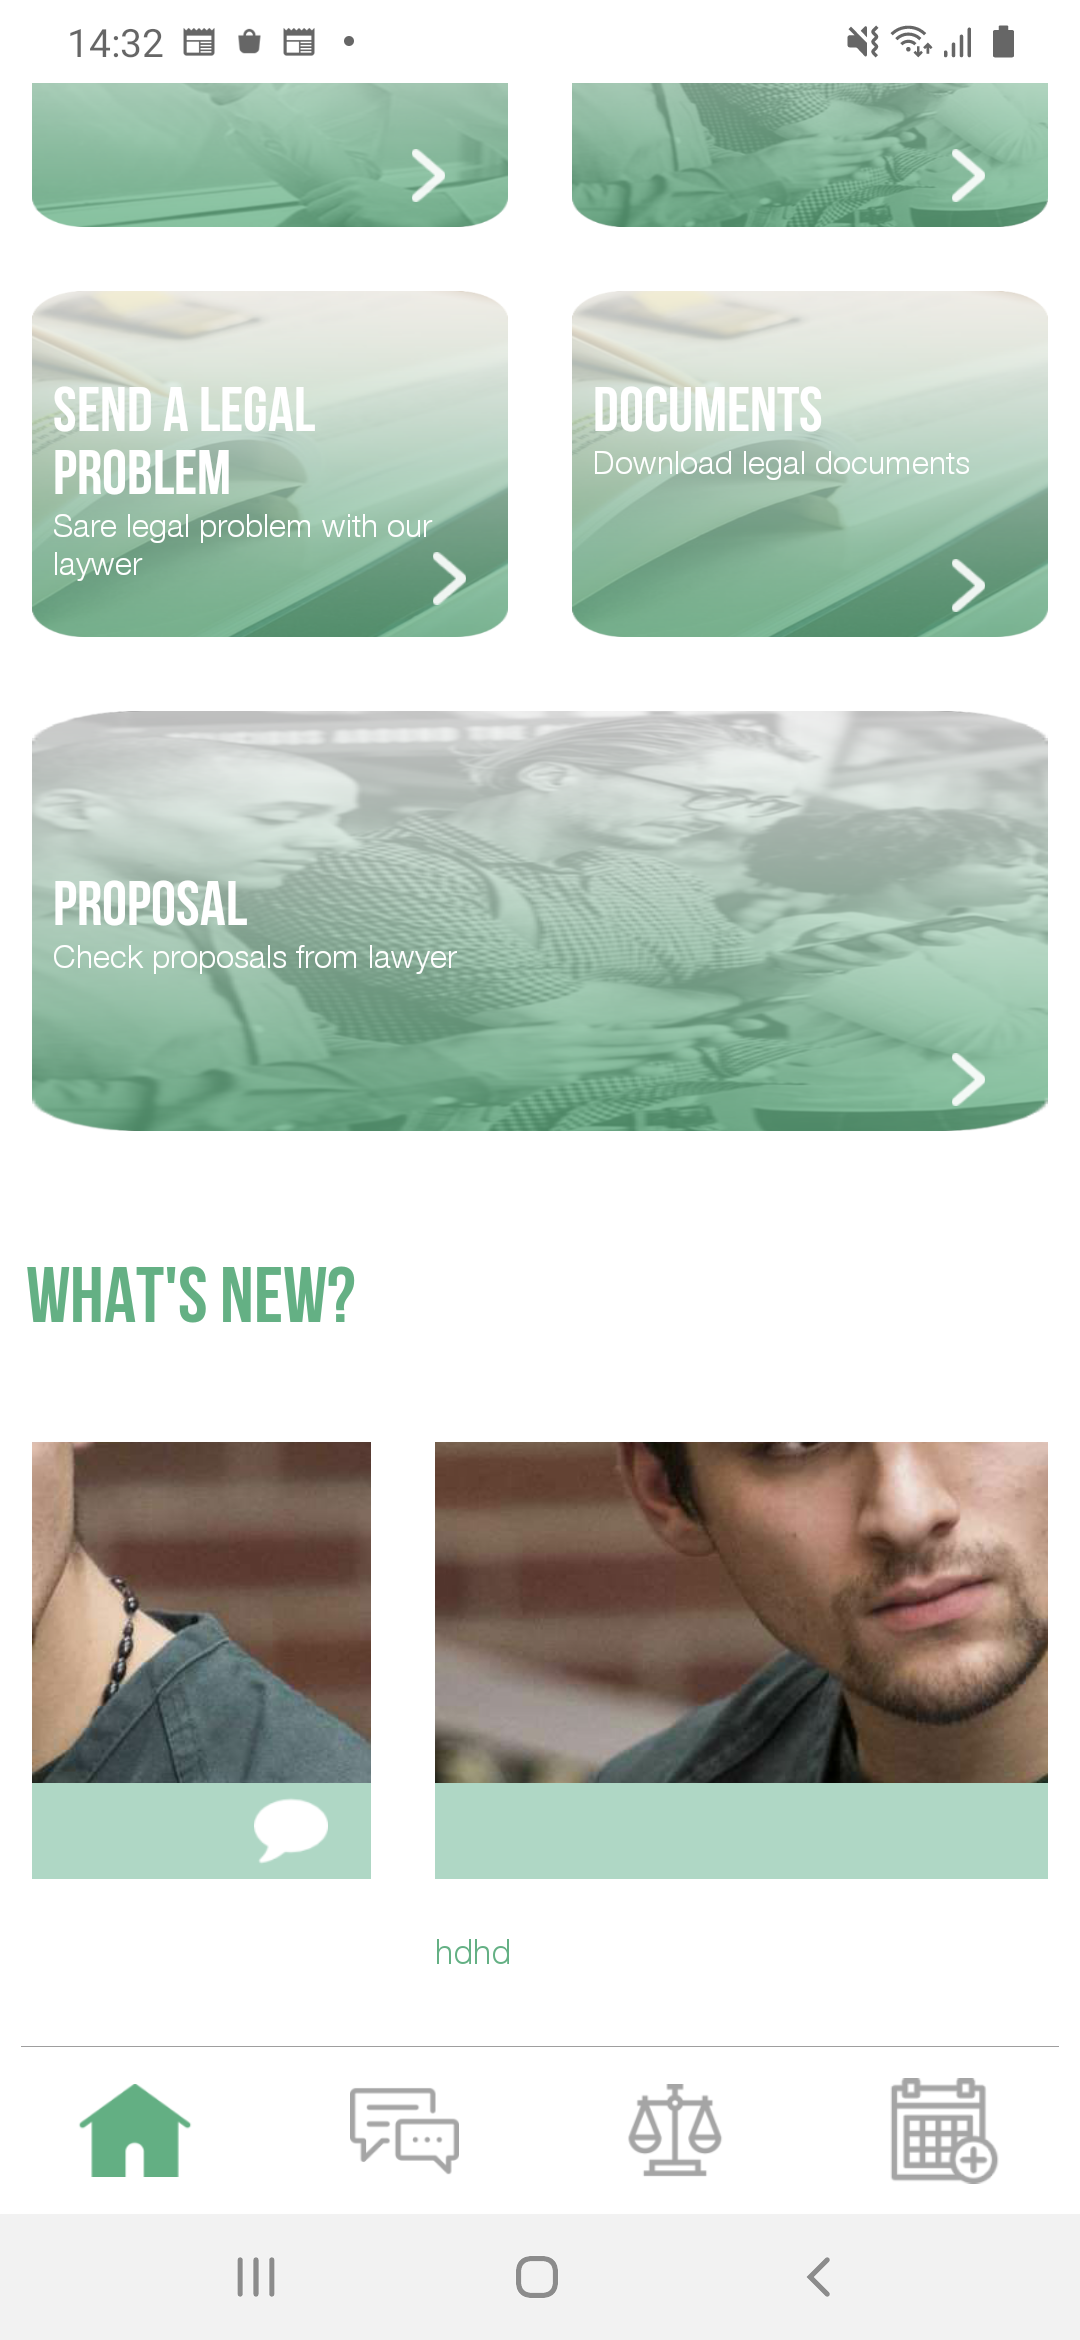 14:32
SEND A LEGAL
PROBLEM
Sare legal problem with our
laywer
DOCUMENTS
Download legal documents
PROPOSAL
Check proposals from lawyer
WHAT'S NEW?
hdhd